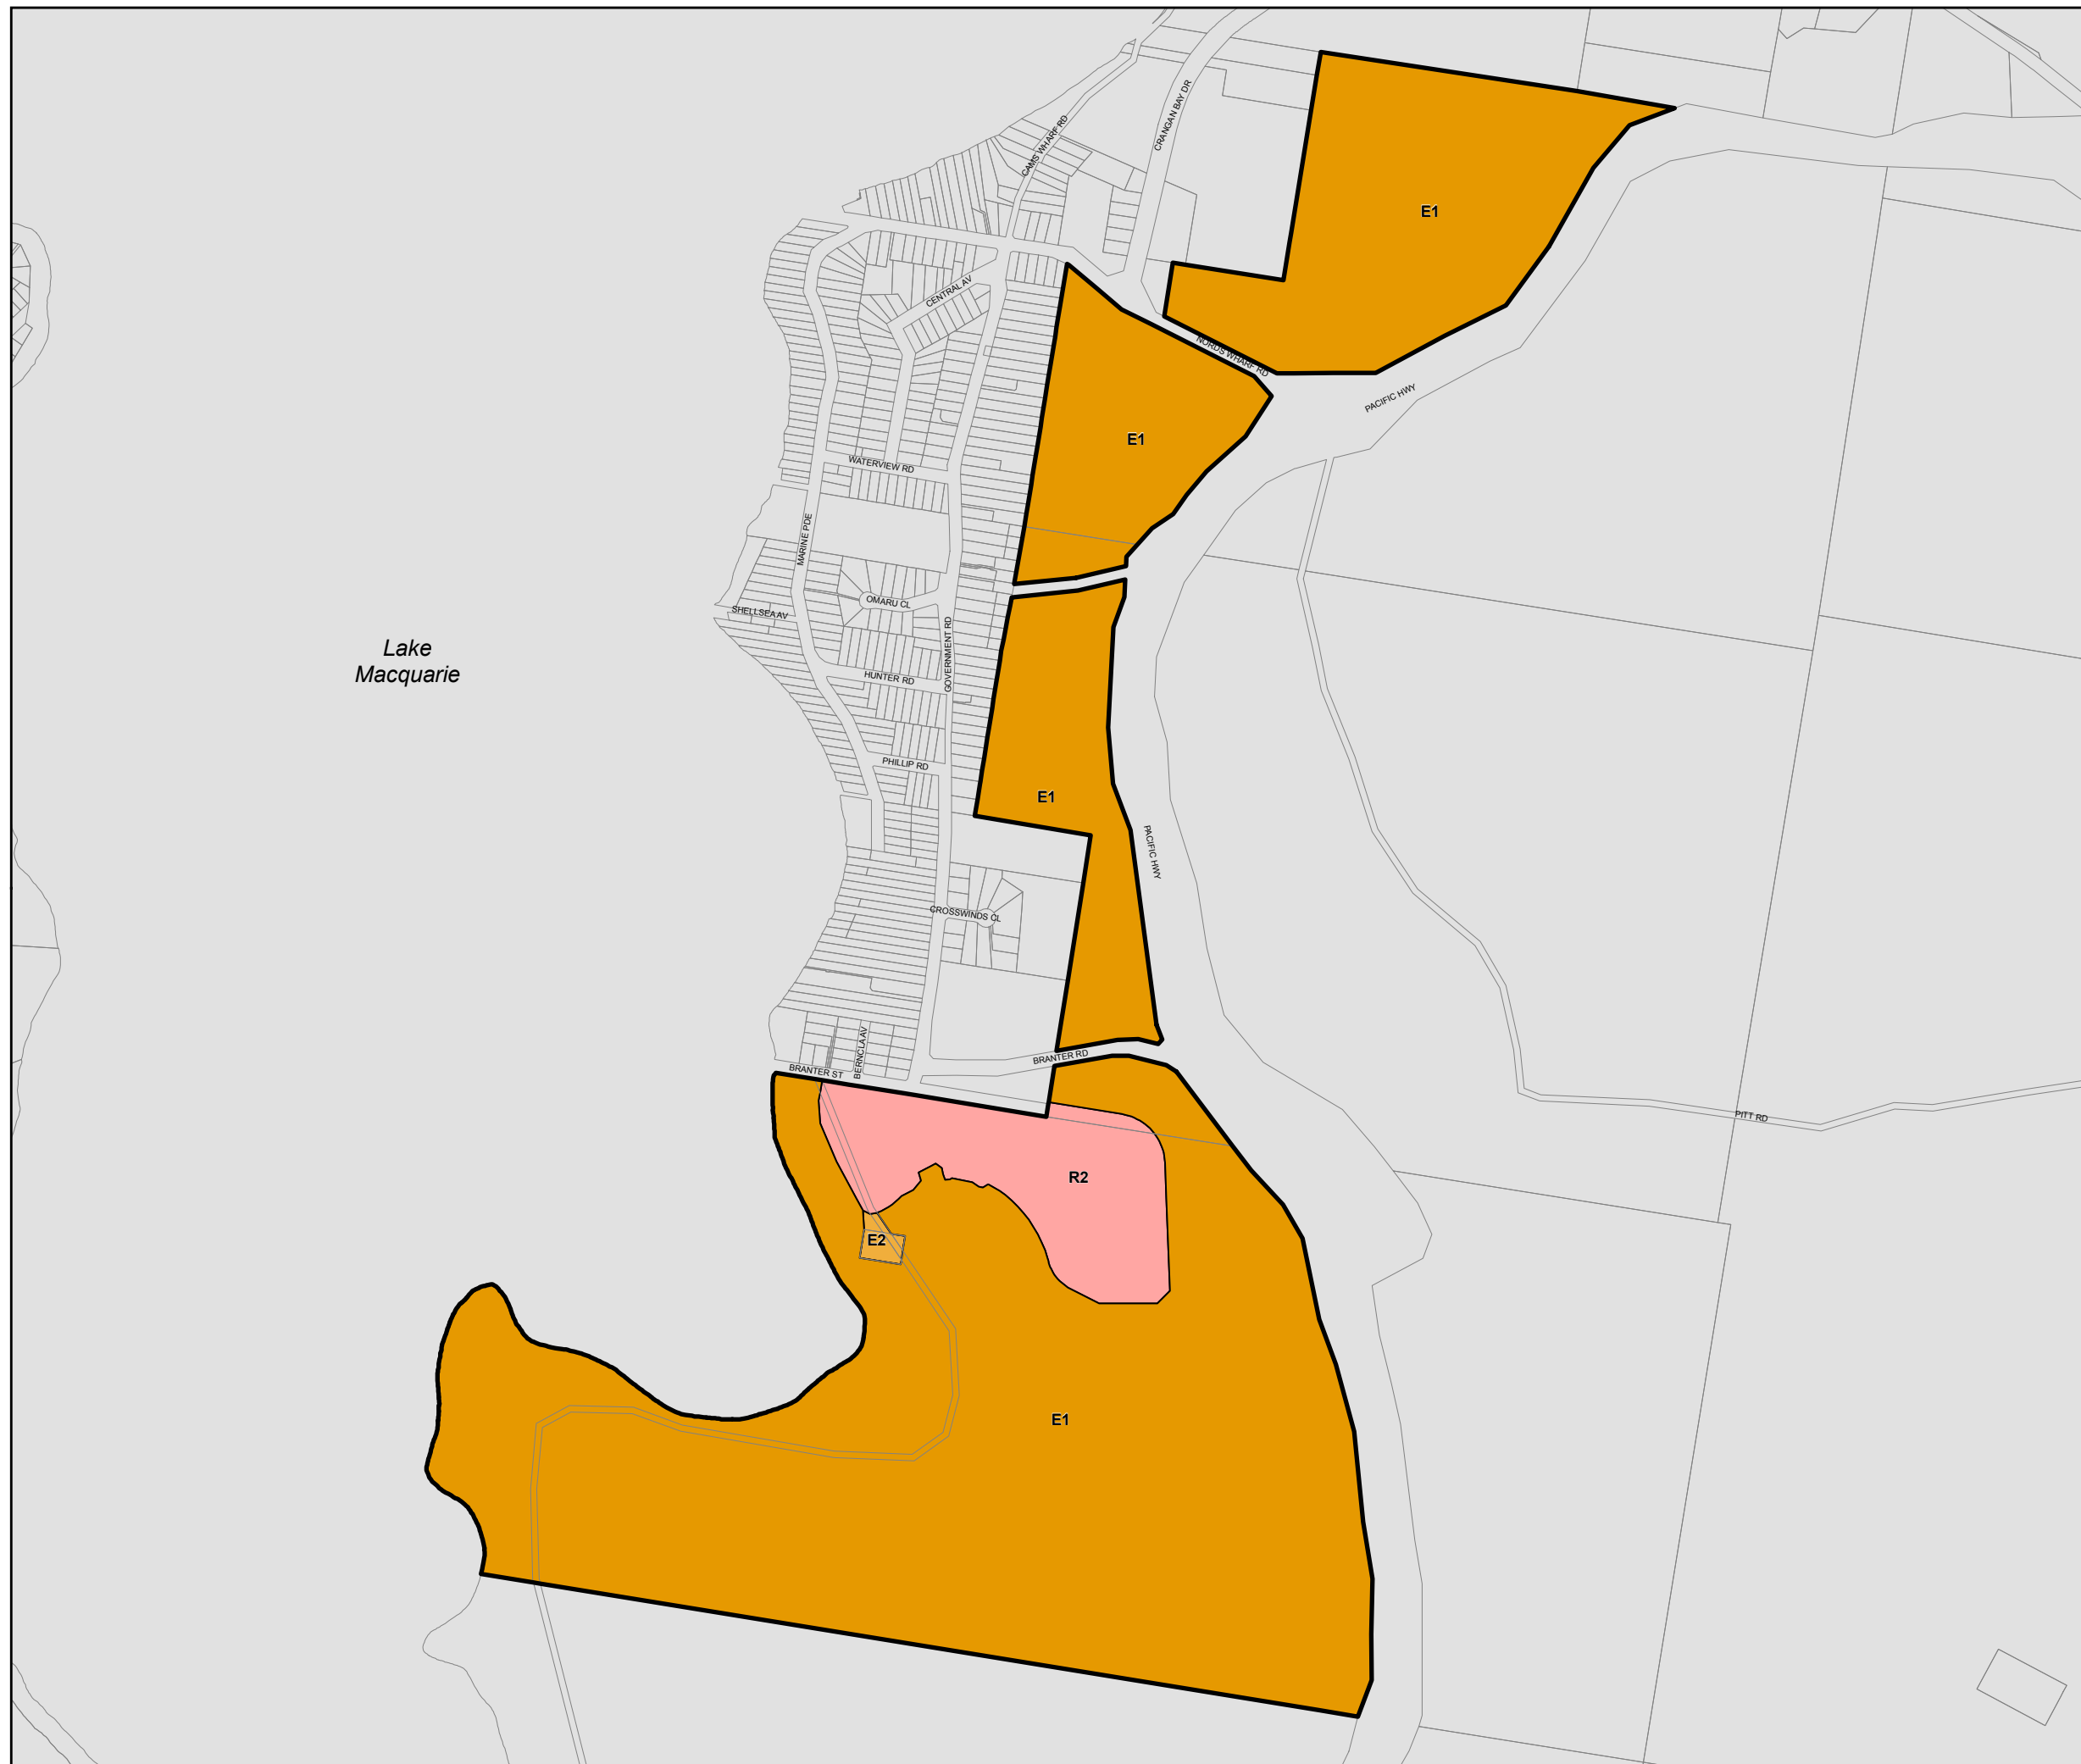 CRANGAN BAY DR
CAMS WHARF RD
E1
CENTRAL AV
NORDS WHARF RD
PACIFIC HWY
E1
WATERVIEW RD
MARINE PDE
OMARU CL
SHELLSEA AV
GOVERNMENT RD
Lake
Macquarie
HUNTER RD
PHILLIP RD
E1
PACIFIC HWY
CROSSWINDS CL
BERNCLA AV
BRANTER RD
BRANTER ST
PITT RD
R2
E2
E1